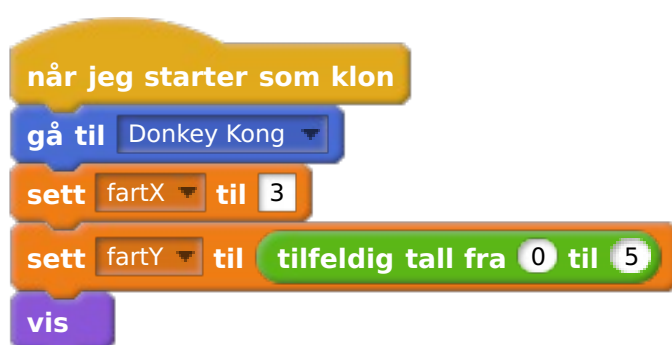 når jeg starter som klon
gå til Donkey Kong
sett fartX til 3
sett fartY til tilfeldig tall fra 0 til 5
vis